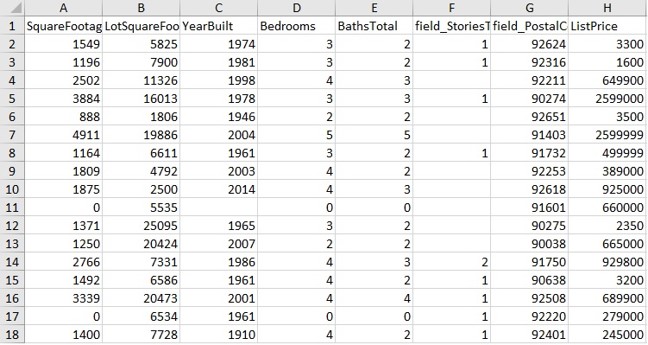 A B C D E F G H
1 SquareFootag LotSquareFoo YearBuilt Bedrooms BathsTotal field_StoriesT field_PostalC ListPrice
2 1549 5825 1974 3 2 1 92624 3300
3 1196 7900 1981 3 2 1 92316 1600
4 2502 11326 1998 4 3 92211 649900
5 3884 16013 1978 3 3 1 90274 2599000
6 888 1806 1946 2 2 92651 3500
7 4911 19886 2004 5 5 91403 2599999
8 1164 6611 1961 3 2 1 91732 499999
9 1809 4792 2003 4 2 92253 389000
10 1875 2500 2014 4 3 92618 925000
11 0 5535 0 0 91601 660000
12 1371 25095 1965 3 2 90275 2350
13 1250 20424 2007 2 2 90038 665000
14 2766 7331 1986 4 3 2 91750 929800
15 1492 6586 1961 4 2 1 90638 3200
16 3339 20473 2001 4 4 1 92508 689900
17 0 6534 1961 0 0 1 92220 279000
18 1400 7728 1910 4 2 1 92401 245000